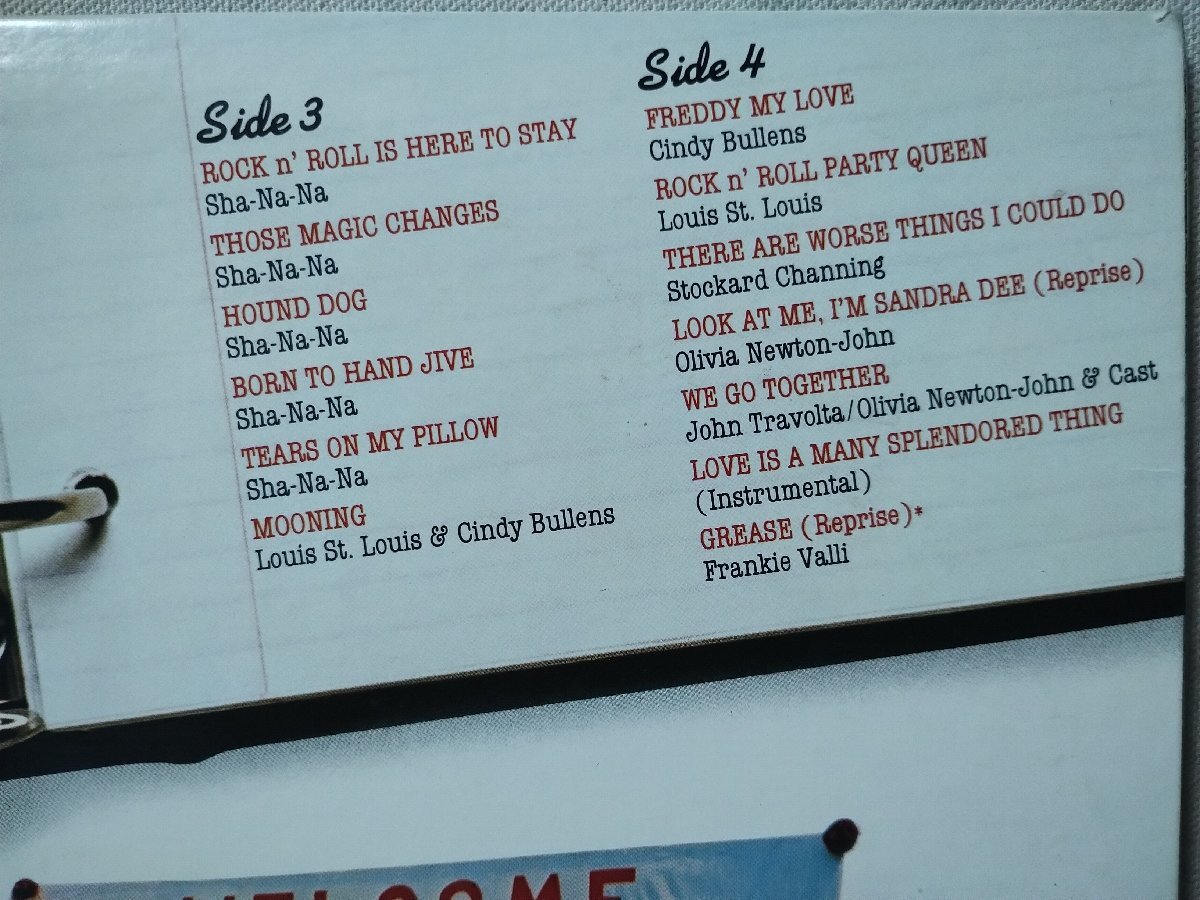 Side 3
ROCK n' ROLL IS HERE TO STAY
Sha-Na-Na
THOSE MAGIC CHANGES
Sha-Na-Na
HOUND DOG
Sha-Na-Na
BORN TO HAND JIVE
Sha-Na-Na
TEARS ON MY PILLOW
Sha-Na-Na
MOONING
Louis St. Louis & Cindy Bullens
Side 4
FREDDY MY LOVE
Cindy Bullens
ROCK n' ROLL PARTY QUEEN
Louis St. Louis
THERE ARE WORSE THINGS I COULD DO
Stockard Channing
LOOK AT ME, I'M SANDRA DEE (Reprise)
Olivia Newton-John
WE GO TOGETHER
John Travolta/Olivia Newton-John & Cast
LOVE IS A MANY SPLENDORED THING
(Instrumental)
GREASE (Reprise)*
Frankie Valli
WELCOME